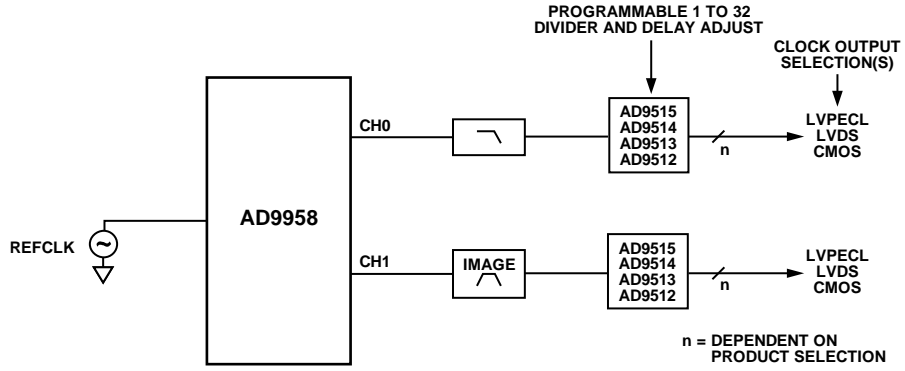 PROGRAMMABLE 1 TO 32
DIVIDER AND DELAY ADJUST
CLOCK OUTPUT
SELECTION(S)
CH0
AD9515
AD9514
AD9513
AD9512
n
LVPECL
LVDS
CMOS
AD9958
REFCLK
CH1
IMAGE
AD9515
AD9514
AD9513
AD9512
n
LVPECL
LVDS
CMOS
n = DEPENDENT ON
PRODUCT SELECTION